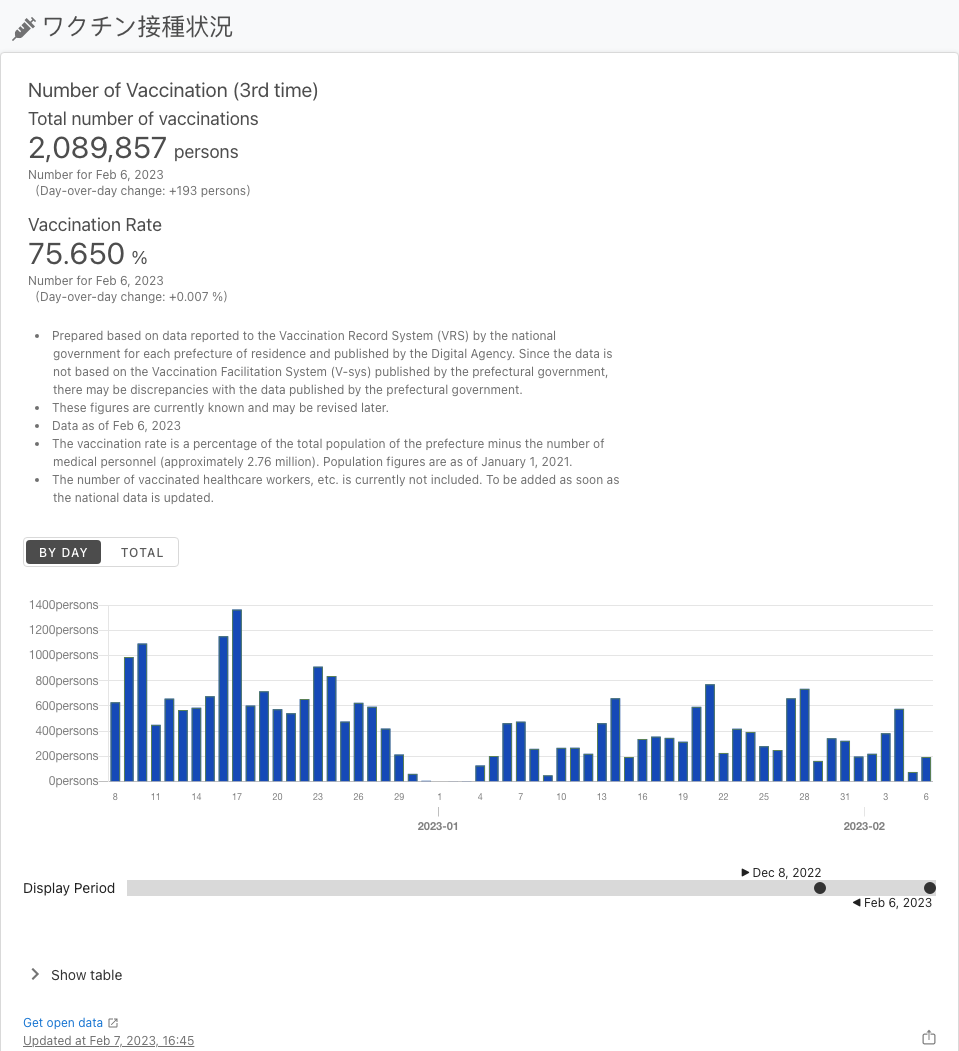 ワクチン接種状況
Number of Vaccination (3rd time)
Total number of vaccinations
2,089,857 persons
Number for Feb 6, 2023
(Day-over-day change: +193 persons)
Vaccination Rate
75.650 %
Number for Feb 6, 2023
(Day-over-day change: +0.007 %)
• Prepared based on data reported to the Vaccination Record System (VRS) by the national
government for each prefecture of residence and published by the Digital Agency. Since the data is
not based on the Vaccination Facilitation System (V-sys) published by the prefectural government,
there may be discrepancies with the data published by the prefectural government.
• These figures are currently known and may be revised later.
• Data as of Feb 6, 2023
• The vaccination rate is a percentage of the total population of the prefecture minus the number of
medical personnel (approximately 2.76 million). Population figures are as of January 1, 2021.
• The number of vaccinated healthcare workers, etc. is currently not included. To be added as soon as
the national data is updated.
BY DAY TOTAL
1400persons
1200persons
1000persons
800persons
600persons
400persons
200persons
0persons
8 11 14 17 20 23 26 29 1 4 7 10 13 16 19 22 25 28 31 3 6
2023-01 2023-02
Dec 8, 2022
Display Period
Feb 6, 2023
Show table
Get open data
Updated at Feb 7, 2023, 16:45